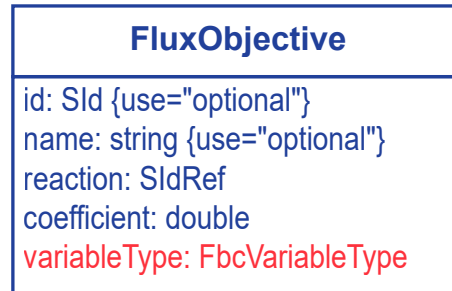 FluxObjective
id: SId {use="optional"}
name: string {use="optional"}
reaction: SIdRef
coefficient: double
variableType: FbcVariableType